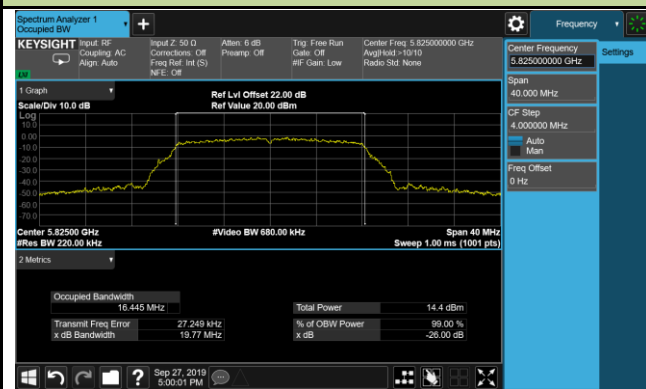 Spectrum Analyzer 1
Occupied BW
Frequency
KEYSIGHT
Input: RF
Coupling: AC
Align: Auto
Input Z: 50 Ω
Corrections: Off
Freq Ref: Int (S)
NFE: Off
Atten: 6 dB
Preamp: Off
Trig: Free Run
Gate: Off
#IF Gain: Low
Center Freq: 5.825000000 GHz
Avg|Hold:>10/10
Radio Std: None
1 Graph
Scale/Div 10.0 dB
Ref Lvl Offset 22.00 dB
Ref Value 20.00 dBm
Log
10.0
0.00
-10.0
-20.0
-30.0
-40.0
-50.0
-60.0
-70.0
Center 5.82500 GHz
#Res BW 220.00 kHz
#Video BW 680.00 kHz
Span 40 MHz
Sweep 1.00 ms (1001 pts)
2 Metrics
Occupied Bandwidth
16.445 MHz
Transmit Freq Error 27.249 kHz
x dB Bandwidth 19.77 MHz
Total Power 14.4 dBm
% of OBW Power 99.00 %
x dB -26.00 dB
Sep 27, 2019
5:00:01 PM
Center Frequency
5.825000000 GHz
Span
40.000 MHz
CF Step
4.000000 MHz
Auto
Man
Freq Offset
0 Hz
Settings